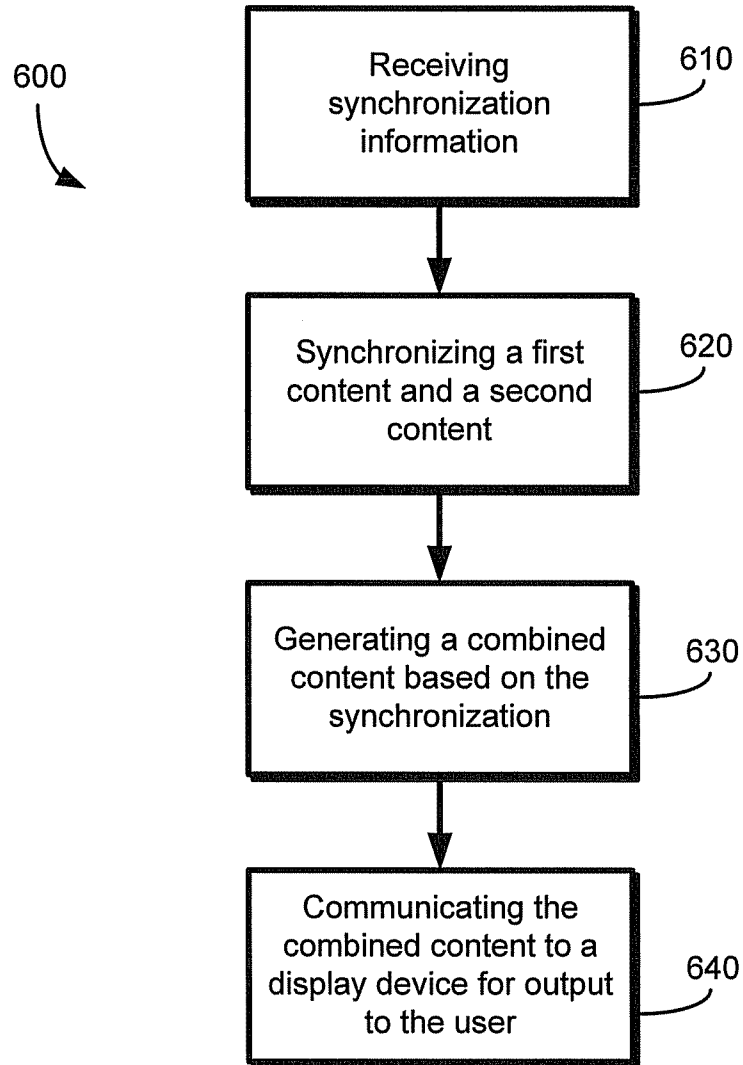 600
610
Receiving
synchronization
information
620
Synchronizing a first
content and a second
content
630
Generating a combined
content based on the
synchronization
640
Communicating the
combined content to a
display device for output
to the user